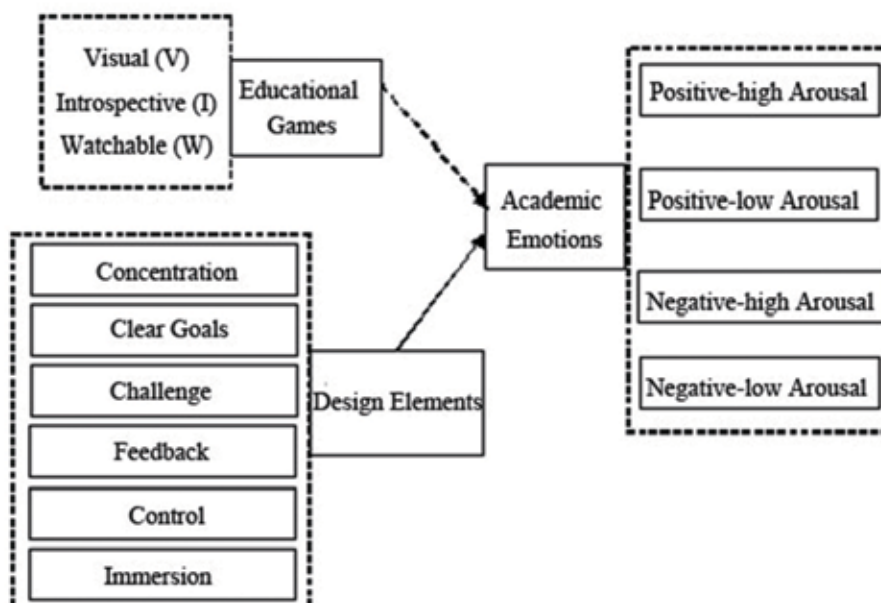 Visual (V)
Introspective (I)
Watchable (W)
Educational
Games
Concentration
Clear Goals
Challenge
Feedback
Control
Immersion
Design Elements
Academic
Emotions
Positive-high Arousal
Positive-low Arousal
Negative-high Arousal
Negative-low Arousal